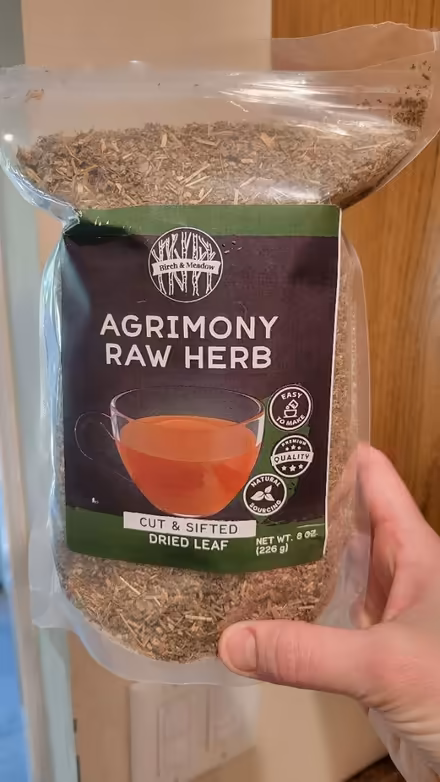 Birch & Meadow
AGRIMONY
RAW HERB
EASY
TO MAKE
PREMIUM
QUALITY
NATURAL
SOURCING
CUT & SIFTED
DRIED LEAF
NET WT. 8 OZ
(226 g)